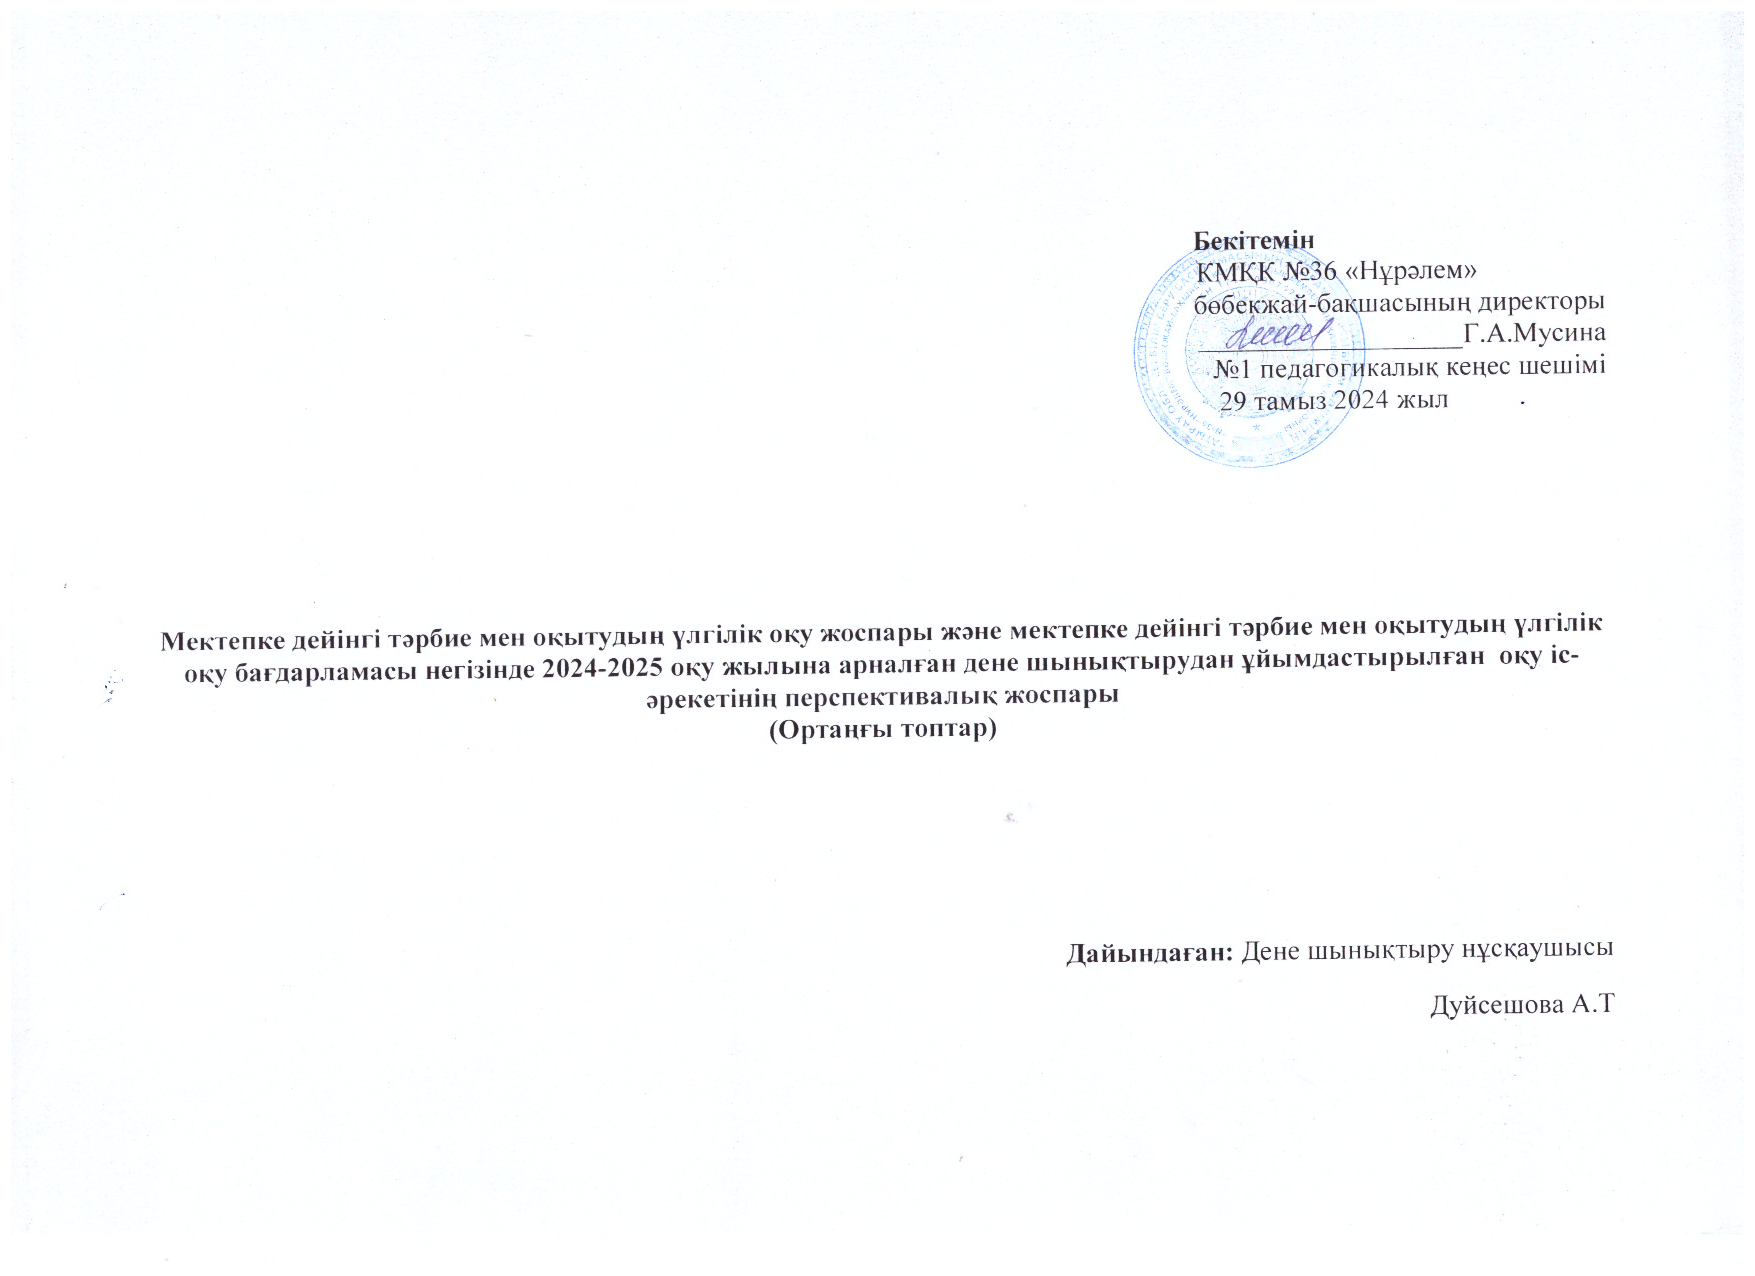 Бекітемін
ҚМҚК №36 «Нұрәлем»
бөбекжай-бақшасының директоры
___________________Г.А.Мусина
№1 педагогикалық кеңес шешімі
29 тамыз 2024 жыл
Мектепке дейінгі тәрбие мен оқытудың үлгілік оқу жоспары және мектепке дейінгі тәрбие мен оқытудың үлгілік
оқу бағдарламасы негізінде 2024-2025 оқу жылына арналған дене шынықтырудан ұйымдастырылған оқу іс-
әрекетінің перспективалық жоспары
(Ортаңғы топтар)
Дайындаған: Дене шынықтыру нұсқаушысы
Дуйсешова А.Т